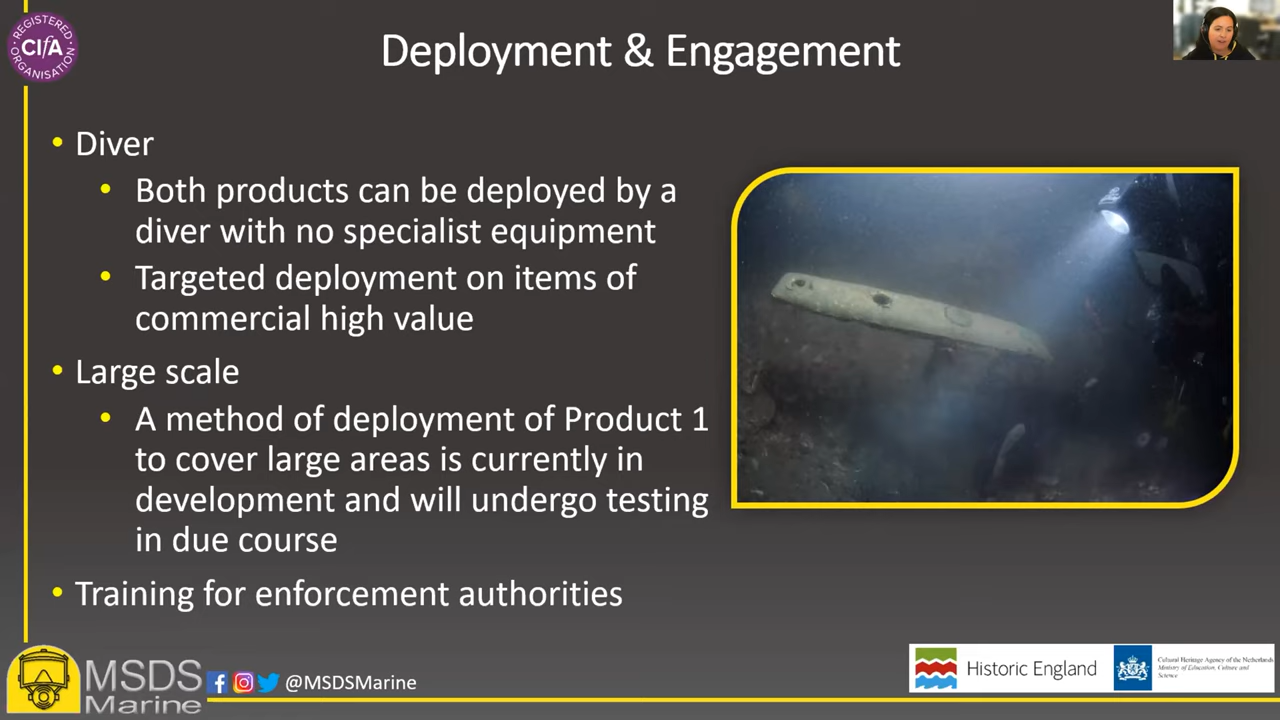 REGISTERED
CIfA
ORGANISATION
Deployment & Engagement
• Diver
• Both products can be deployed by a
diver with no specialist equipment
• Targeted deployment on items of
commercial high value
• Large scale
• A method of deployment of Product 1
to cover large areas is currently in
development and will undergo testing
in due course
• Training for enforcement authorities
MSDS
Marine
@MSDSMarine
Historic England
Cultural Heritage Agency of the Netherlands
Ministry of Education, Culture and
Science